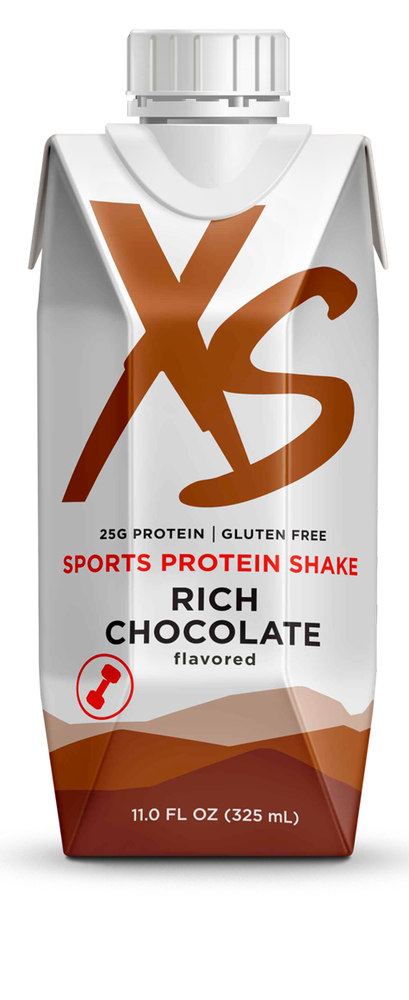 XS
25G PROTEIN | GLUTEN FREE
SPORTS PROTEIN SHAKE
RICH
CHOCOLATE
flavored
11.0 FL OZ (325 mL)